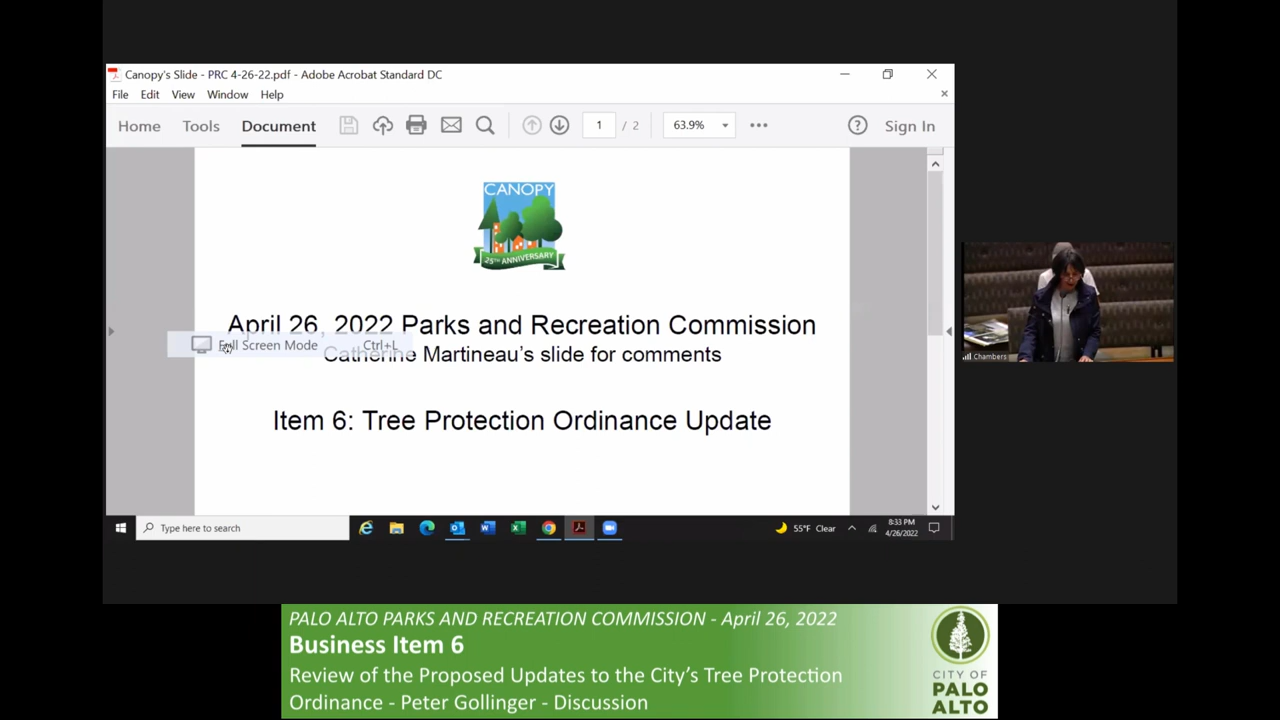 Canopy's Slide - PRC 4-26-22.pdf - Adobe Acrobat Standard DC
File Edit View Window Help
Home Tools Document 1 / 2 63.9% Sign In
CANOPY
25TH ANNIVERSARY
April 26, 2022 Parks and Recreation Commission
Full Screen Mode Ctrl+L
Catherine Martineau's slide for comments
Item 6: Tree Protection Ordinance Update
Chambers
Type here to search
55°F Clear
8:33 PM
4/26/2022
PALO ALTO PARKS AND RECREATION COMMISSION - April 26, 2022
Business Item 6
Review of the Proposed Updates to the City's Tree Protection
Ordinance - Peter Gollinger - Discussion
CITY OF
PALO
ALTO